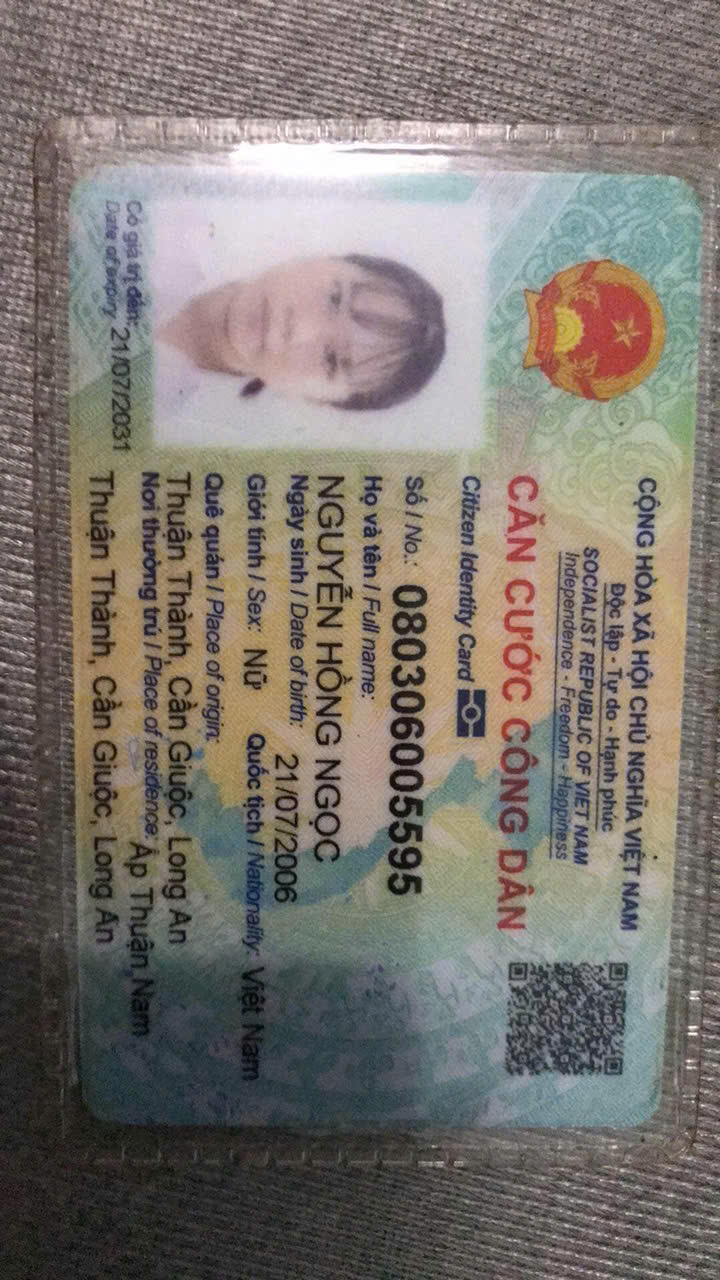 CỘNG HÒA XÃ HỘI CHỦ NGHĨA VIỆT NAM
Độc lập - Tự do - Hạnh phúc
SOCIALIST REPUBLIC OF VIET NAM
Independence - Freedom - Happiness
CĂN CƯỚC CÔNG DÂN
Citizen Identity Card
Số / No.: 080306005595
Họ và tên / Full name:
NGUYỄN HỒNG NGỌC
Ngày sinh / Date of birth: 21/07/2006
Giới tính / Sex: Nữ Quốc tịch / Nationality: Việt Nam
Quê quán / Place of origin:
Thuận Thành, Cần Giuộc, Long An
Nơi thường trú / Place of residence: Ấp Thuận Nam
Thuận Thành, Cần Giuộc, Long An
Có giá trị đến: 21/07/2031
Date of expiry